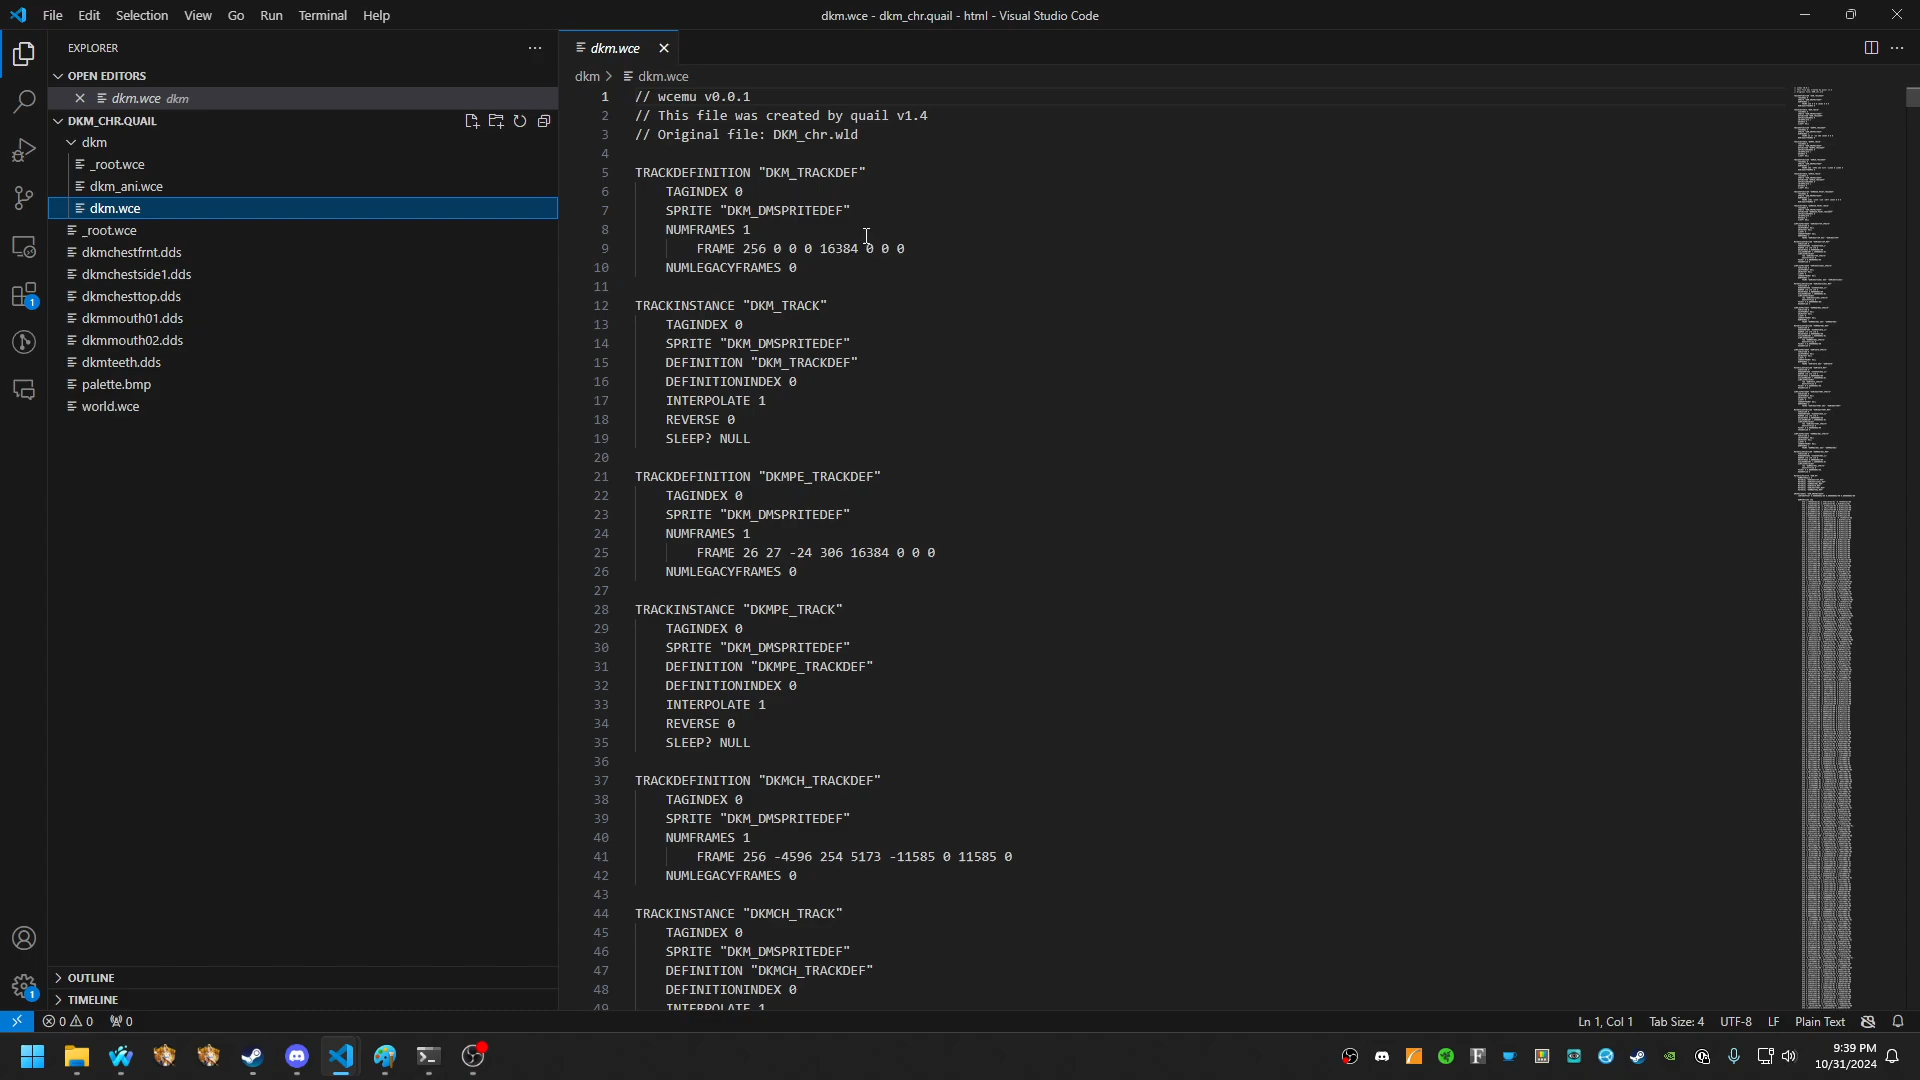 File Edit Selection View Go Run Terminal Help
dkm.wce - dkm_chr.quail - html - Visual Studio Code
EXPLORER
OPEN EDITORS
dkm.wce dkm
DKM_CHR.QUAIL
dkm
_root.wce
dkm_ani.wce
dkm.wce
_root.wce
dkmchestfrnt.dds
dkmchestside1.dds
dkmchesttop.dds
dkmmouth01.dds
dkmmouth02.dds
dkmteeth.dds
palette.bmp
world.wce
OUTLINE
TIMELINE
1
1
dkm.wce
dkm > dkm.wce
1 // wcemu v0.0.1
2 // This file was created by quail v1.4
3 // Original file: DKM_chr.wld
4
5 TRACKDEFINITION "DKM_TRACKDEF"
6 TAGINDEX 0
7 SPRITE "DKM_DMSPRITEDEF"
8 NUMFRAMES 1
9 FRAME 256 0 0 0 16384 0 0 0
10 NUMLEGACYFRAMES 0
11
12 TRACKINSTANCE "DKM_TRACK"
13 TAGINDEX 0
14 SPRITE "DKM_DMSPRITEDEF"
15 DEFINITION "DKM_TRACKDEF"
16 DEFINITIONINDEX 0
17 INTERPOLATE 1
18 REVERSE 0
19 SLEEP? NULL
20
21 TRACKDEFINITION "DKMPE_TRACKDEF"
22 TAGINDEX 0
23 SPRITE "DKM_DMSPRITEDEF"
24 NUMFRAMES 1
25 FRAME 26 27 -24 306 16384 0 0 0
26 NUMLEGACYFRAMES 0
27
28 TRACKINSTANCE "DKMPE_TRACK"
29 TAGINDEX 0
30 SPRITE "DKM_DMSPRITEDEF"
31 DEFINITION "DKMPE_TRACKDEF"
32 DEFINITIONINDEX 0
33 INTERPOLATE 1
34 REVERSE 0
35 SLEEP? NULL
36
37 TRACKDEFINITION "DKMCH_TRACKDEF"
38 TAGINDEX 0
39 SPRITE "DKM_DMSPRITEDEF"
40 NUMFRAMES 1
41 FRAME 256 -4596 254 5173 -11585 0 11585 0
42 NUMLEGACYFRAMES 0
43
44 TRACKINSTANCE "DKMCH_TRACK"
45 TAGINDEX 0
46 SPRITE "DKM_DMSPRITEDEF"
47 DEFINITION "DKMCH_TRACKDEF"
48 DEFINITIONINDEX 0
49 INTERPOLATE 1
0 0 0 Ln 1, Col 1 Tab Size: 4 UTF-8 LF Plain Text
9:39 PM
10/31/2024